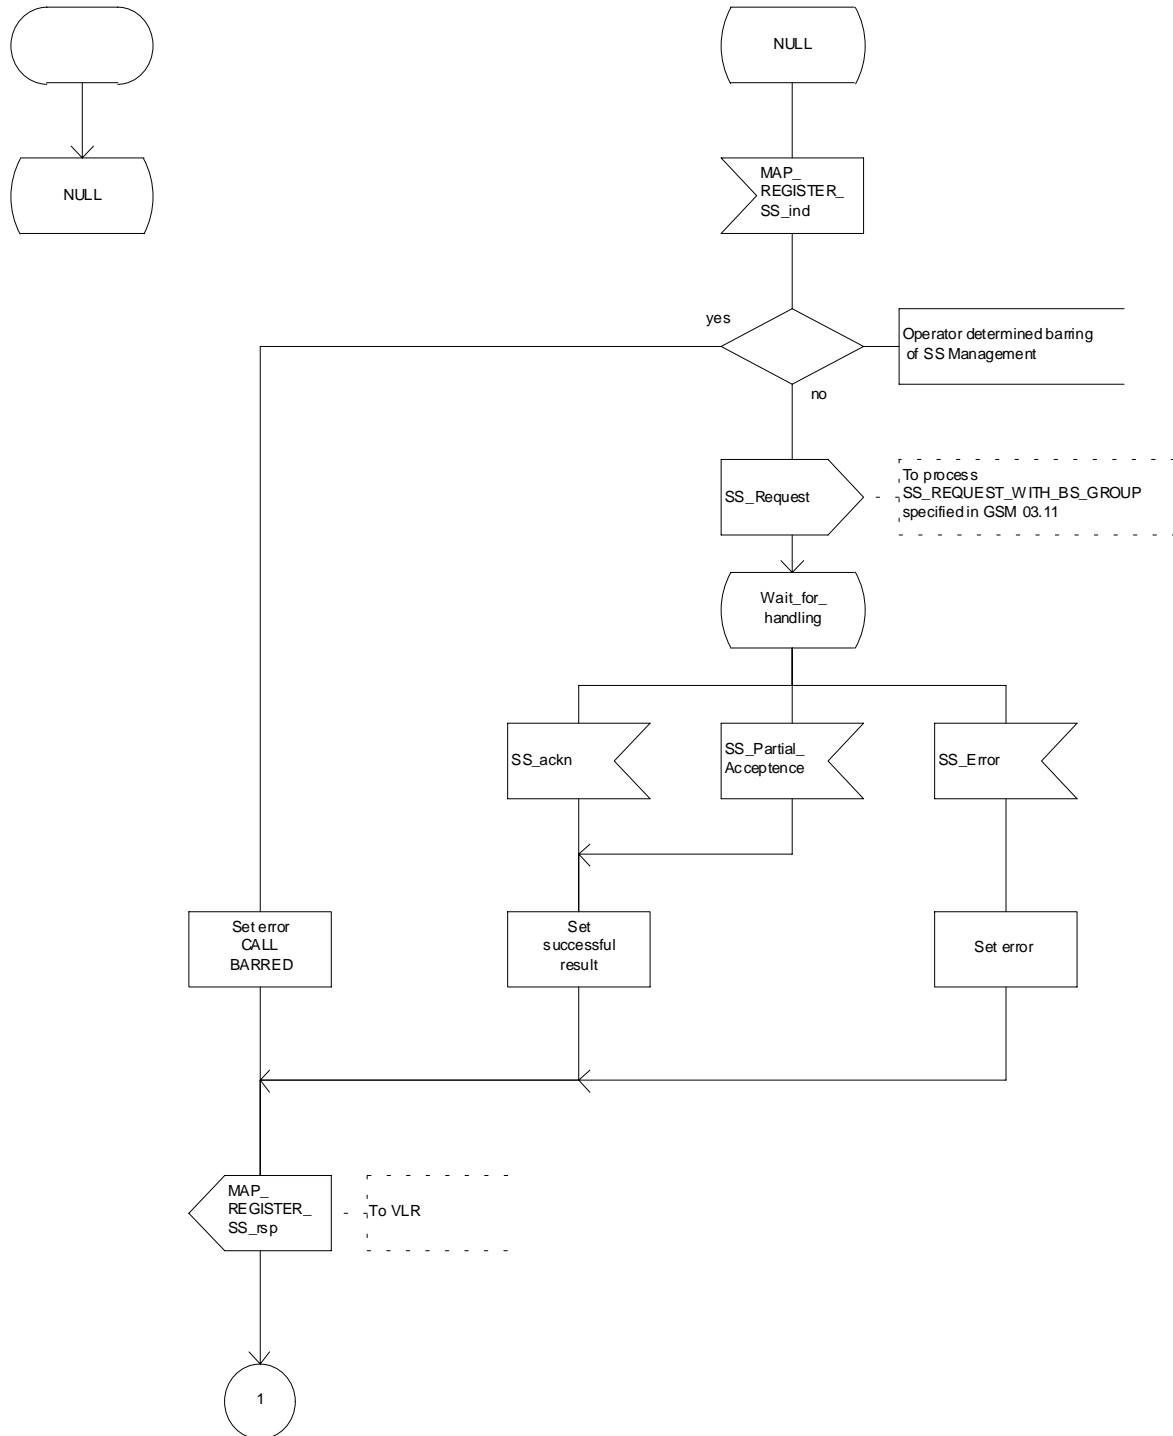 NULL
NULL
MAP_
REGISTER_
SS_ind
yes
Operator determined barring
of SS Management
no
SS_Request
To process
SS_REQUEST_WITH_BS_GROUP
specified in GSM 03.11
Wait_for_
handling
SS_ackn
SS_Partial_
Acceptence
SS_Error
Set error
CALL
BARRED
Set
successful
result
Set error
MAP_
REGISTER_
SS_rsp
To VLR
1